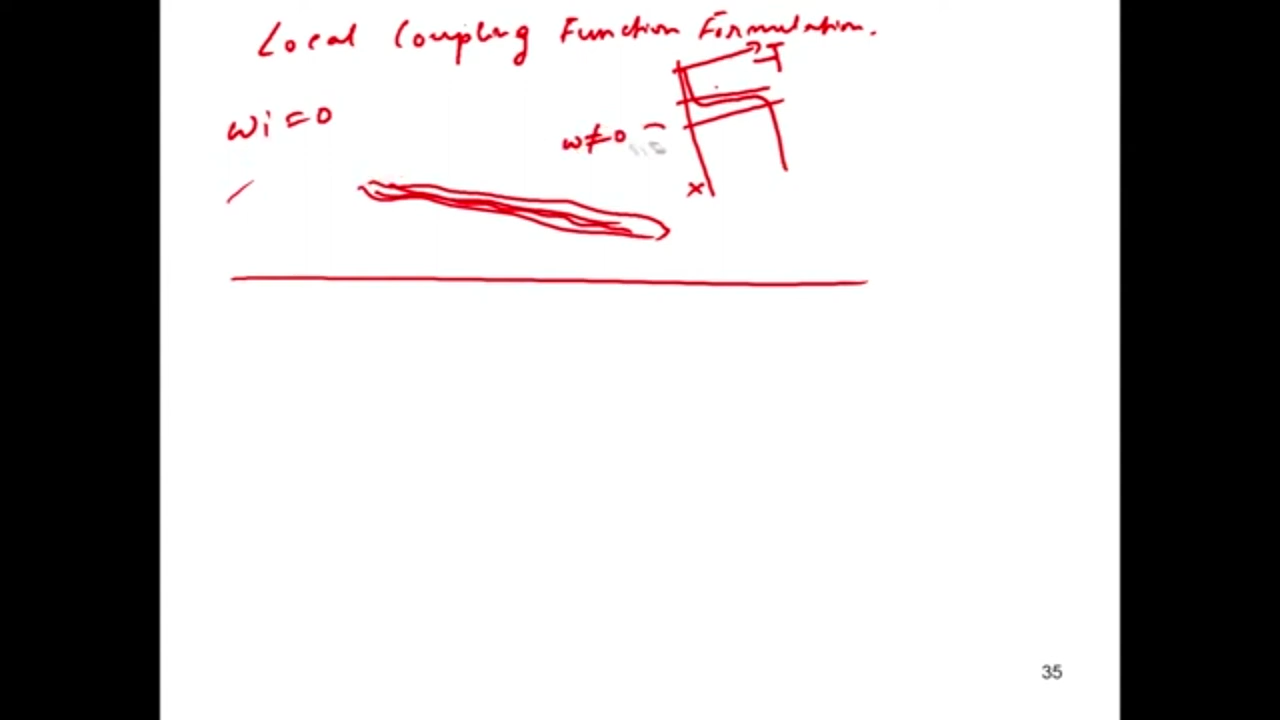 Local Coupling Function Formulation.
T
wi = 0
w ≠ 0
x
35